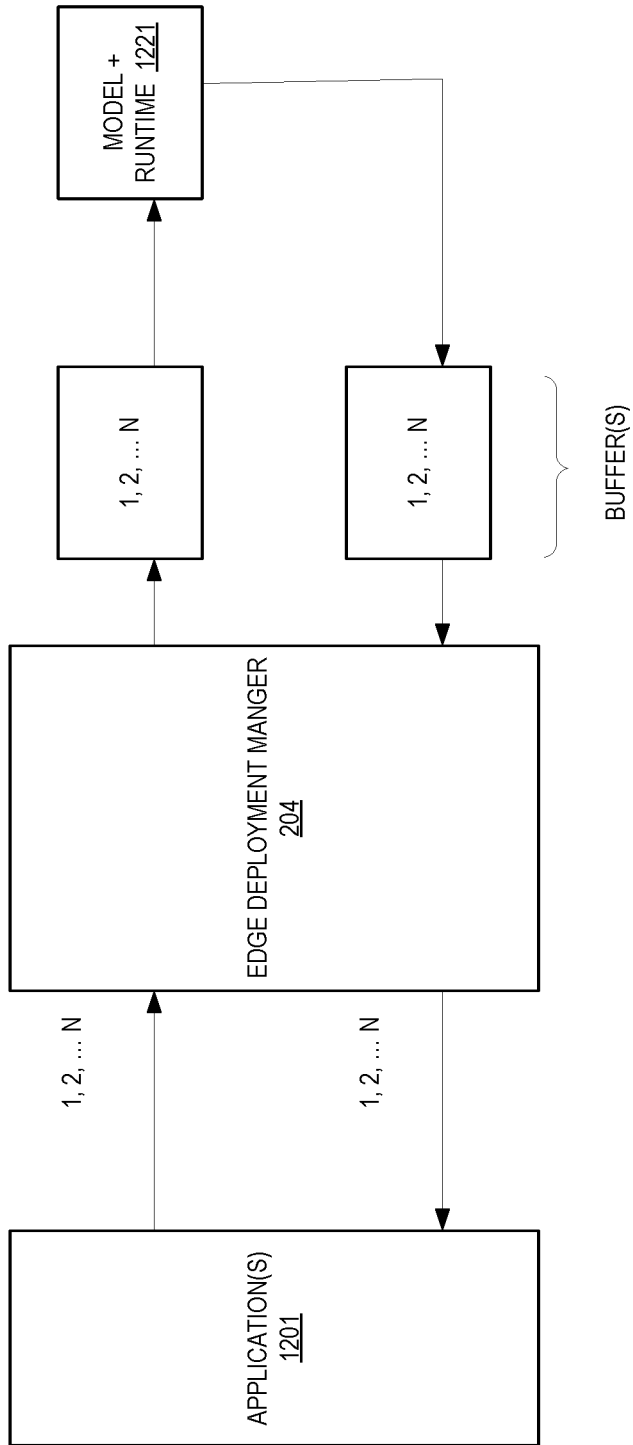 APPLICATION(S)
1201
1, 2, ... N
1, 2, ... N
EDGE DEPLOYMENT MANGER
204
1, 2, ... N
1, 2, ... N
BUFFER(S)
MODEL +
RUNTIME 1221